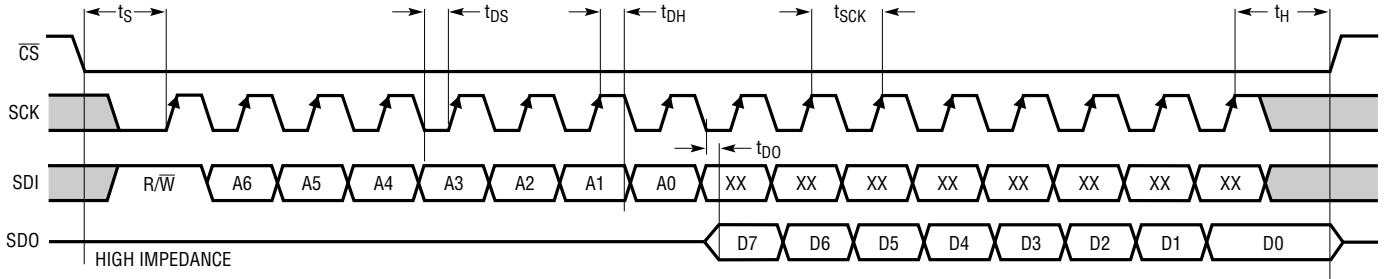 tS tDS tDH tSCK tH
C̅S̅
SCK
tDO
SDI R/W̅ A6 A5 A4 A3 A2 A1 A0 XX XX XX XX XX XX XX XX
SDO D7 D6 D5 D4 D3 D2 D1 D0
HIGH IMPEDANCE